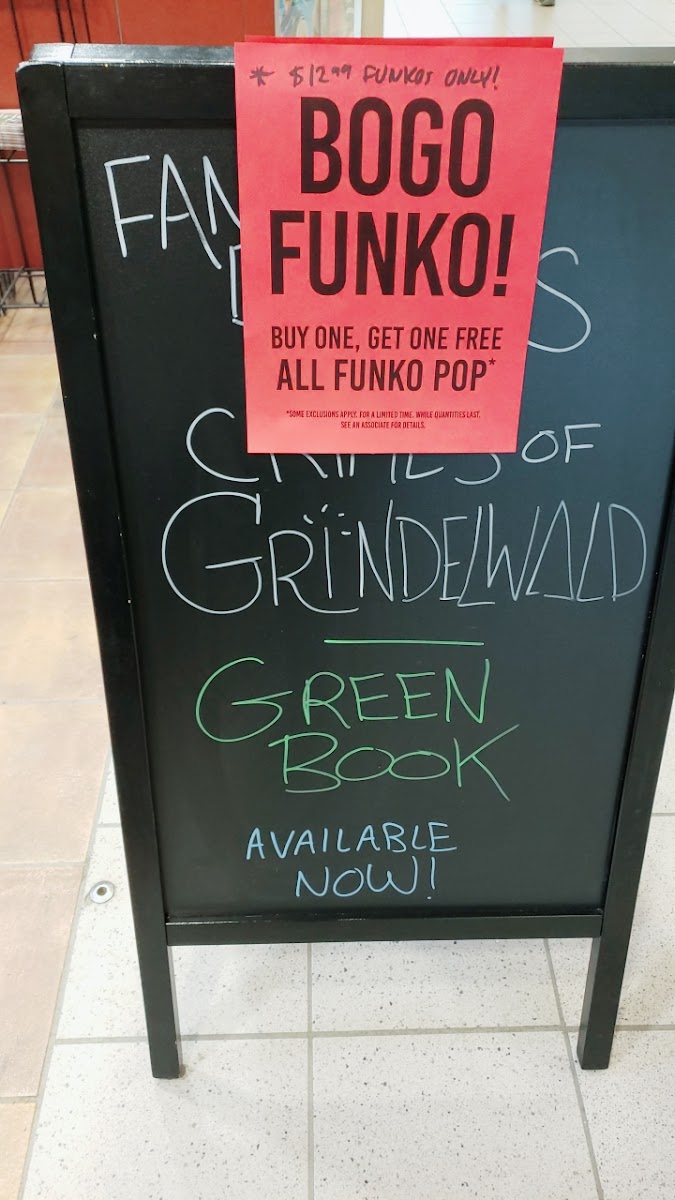 * $12.99 FUNKOS ONLY!
BOGO
FUNKO!
BUY ONE, GET ONE FREE
ALL FUNKO POP*
*SOME EXCLUSIONS APPLY. FOR A LIMITED TIME. WHILE QUANTITIES LAST.
SEE AN ASSOCIATE FOR DETAILS.
CRIMES OF
GRINDELWALD
GREEN
BOOK
AVAILABLE
NOW!